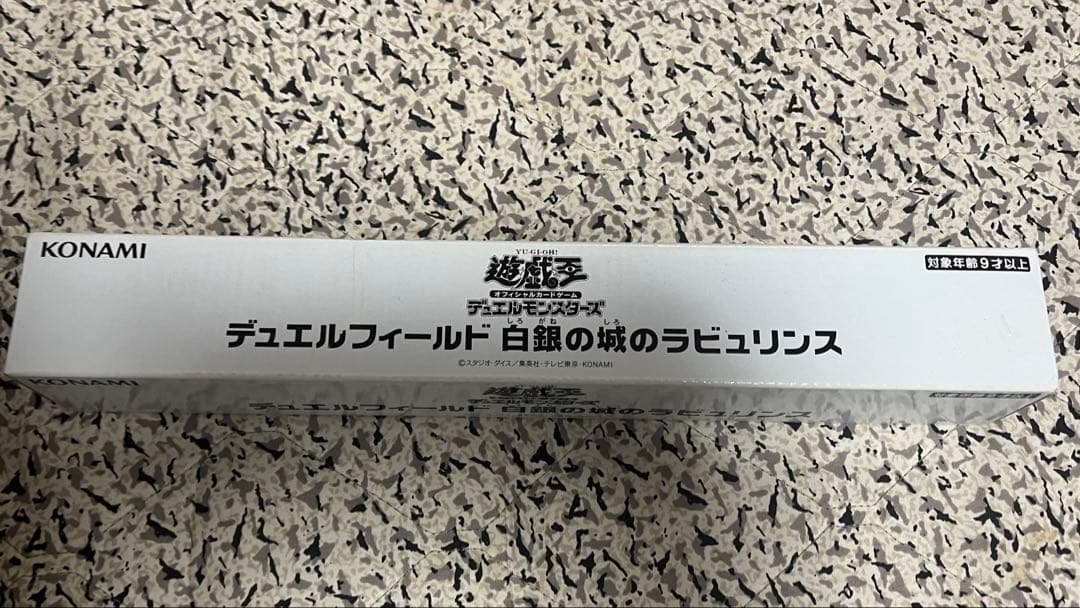 KONAMI
YU-GI-OH!
遊戯王
オフィシャルカードゲーム
デュエルモンスターズ
対象年齢9才以上
しろがね しろ
デュエルフィールド 白銀の城のラビュリンス
©スタジオ・ダイス/集英社・テレビ東京・KONAMI
KONAMI
遊戯王
デュエルフィールド 白銀の城のラビュリンス